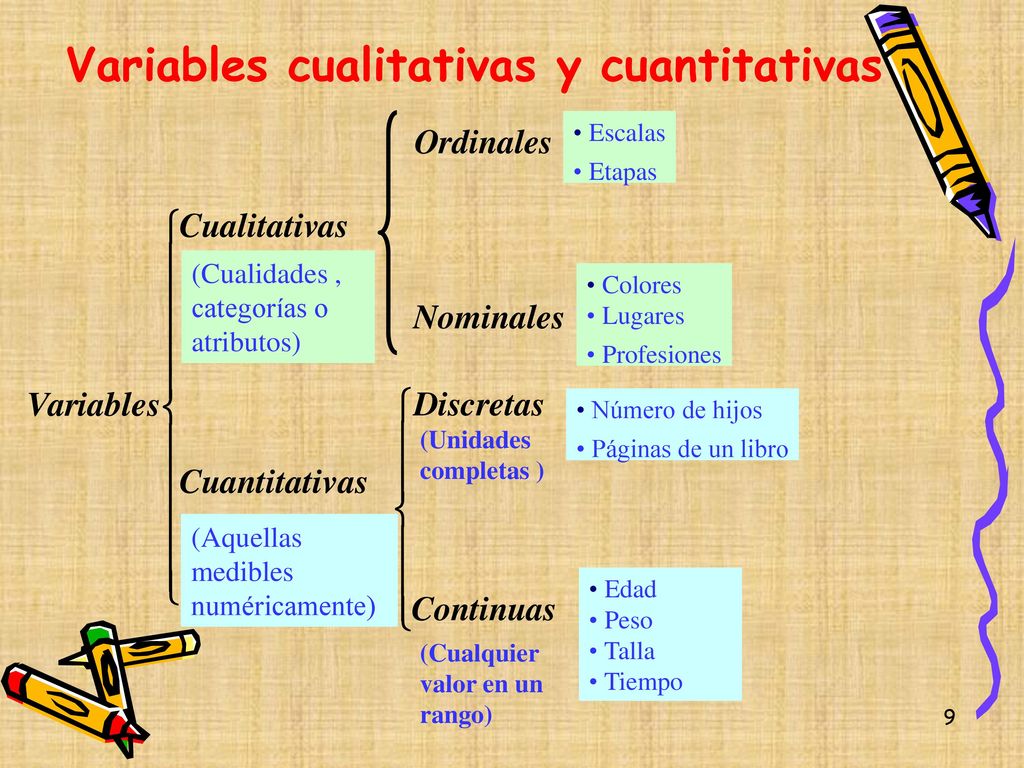 Variables cualitativas y cuantitativas
Ordinales
• Escalas
• Etapas
Cualitativas
(Cualidades ,
categorías o
atributos)
Nominales
• Colores
• Lugares
• Profesiones
Variables
Discretas
(Unidades
completas )
• Número de hijos
• Páginas de un libro
Cuantitativas
(Aquellas
medibles
numéricamente)
Continuas
(Cualquier
valor en un
rango)
• Edad
• Peso
• Talla
• Tiempo
9